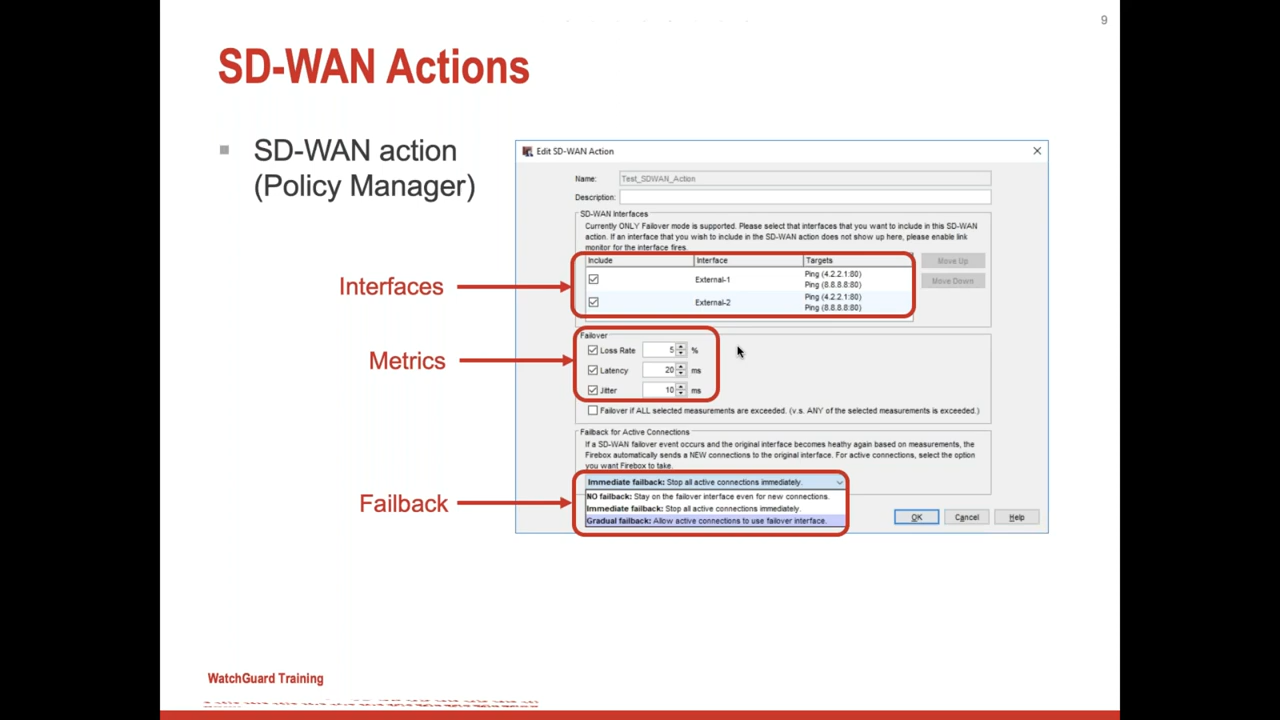 9
SD-WAN Actions
SD-WAN action
(Policy Manager)
Edit SD-WAN Action
Name: Test_SDWAN_Action
Description:
SD-WAN Interfaces
Currently ONLY Failover mode is supported. Please select that interfaces that you want to include in this SD-WAN
action. If an interface that you wish to include in the SD-WAN action does not show up here, please enable link
monitor for the interface fires.
Include Interface Targets
Move Up
External-1 Ping (4.2.2.1:80)
Ping (8.8.8.8:80)
Move Down
External-2 Ping (4.2.2.1:80)
Ping (8.8.8.8:80)
Interfaces
Failover
Loss Rate 5 %
Latency 20 ms
Jitter 10 ms
Metrics
Failover if ALL selected measurements are exceeded. (v.s. ANY of the selected measurements is exceeded.)
Failback for Active Connections
If a SD-WAN failover event occurs and the original interface becomes heathy again based on measurements, the
Firebox automatically sends a NEW connections to the original interface. For active connections, select the option
you want Firebox to take.
Immediate failback: Stop all active connections immediately.
NO failback: Stay on the failover interface even for new connections.
Immediate failback: Stop all active connections immediately.
Gradual failback: Allow active connections to use failover interface.
Failback
OK Cancel Help
WatchGuard Training